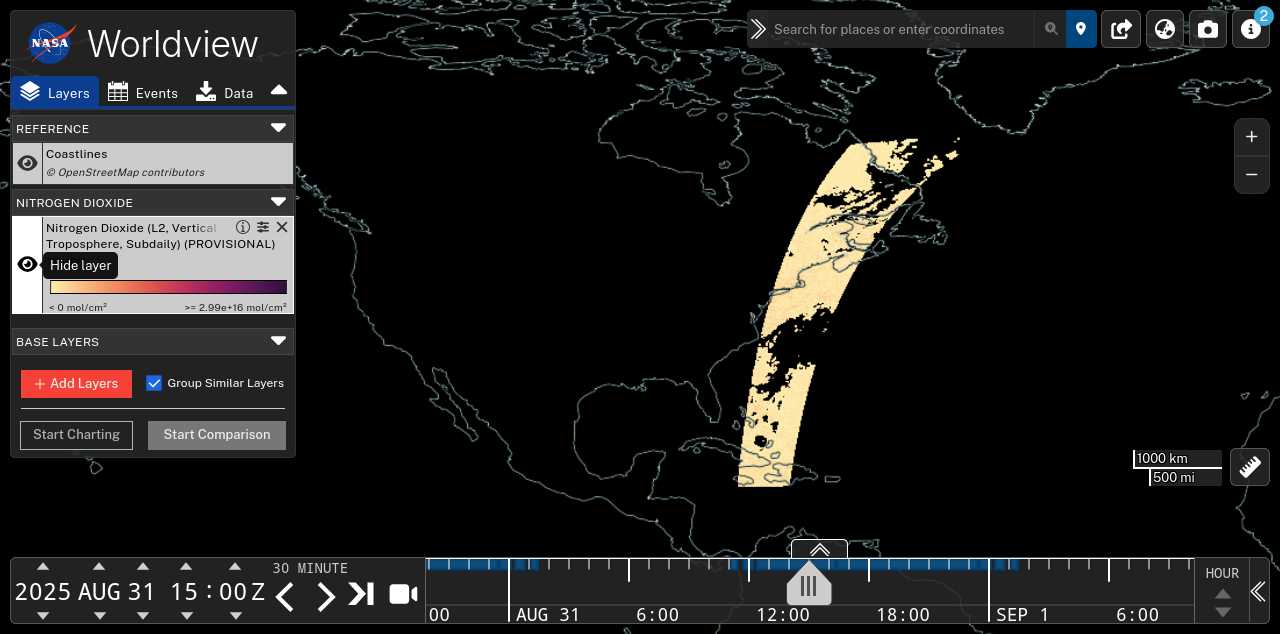 NASA
Worldview
Layers
Events
Data
REFERENCE
Coastlines
© OpenStreetMap contributors
NITROGEN DIOXIDE
Nitrogen Dioxide (L2, Vertical
Troposphere, Subdaily) (PROVISIONAL)
Hide layer
< 0 mol/cm²
>= 2.99e+16 mol/cm²
BASE LAYERS
+ Add Layers
Group Similar Layers
Start Charting
Start Comparison
Search for places or enter coordinates
2
+
−
1000 km
500 mi
2025 AUG 31 15 : 00 Z
30 MINUTE
00
AUG 31
6:00
12:00
18:00
SEP 1
6:00
HOUR